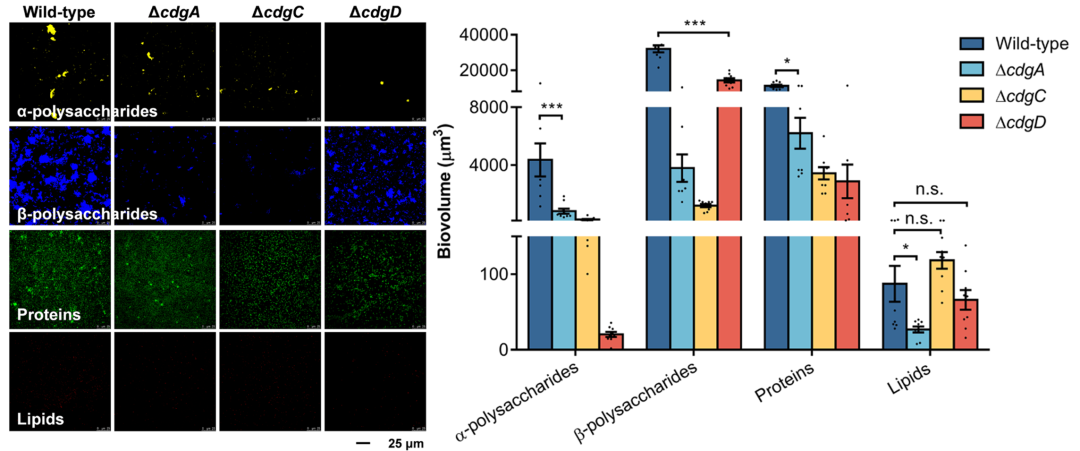 Wild-type ΔcdgA ΔcdgC ΔcdgD
α-polysaccharides
β-polysaccharides
Proteins
Lipids
25 μm
Biovolume (μm³)
40000
20000
8000
4000
100
0
***
***
*
*
n.s.
n.s.
α-polysaccharides
β-polysaccharides
Proteins
Lipids
Wild-type
ΔcdgA
ΔcdgC
ΔcdgD